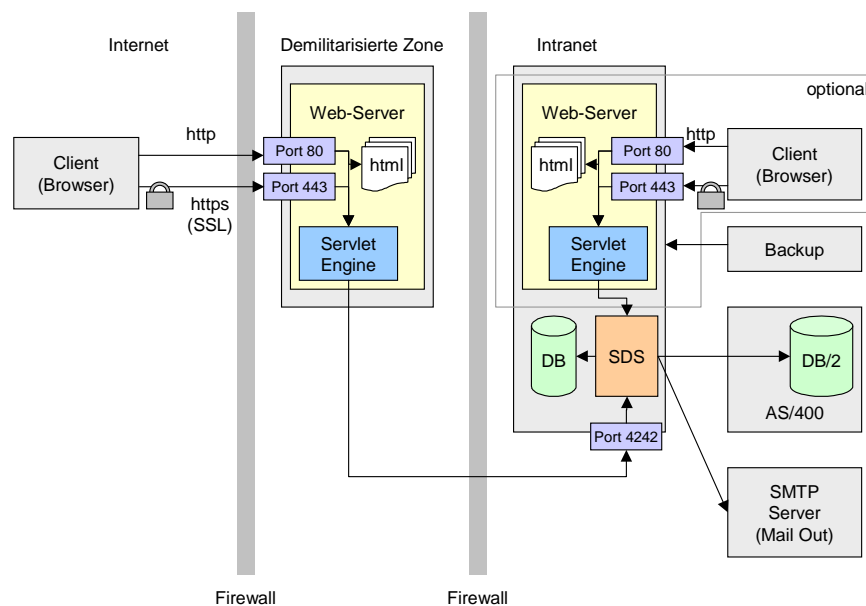 Internet
Demilitarisierte Zone
Intranet
optional
Web-Server
Web-Server
http
Port 80
html
Client
(Browser)
Port 443
https
(SSL)
Servlet
Engine
html
Port 80
http
Port 443
Client
(Browser)
Servlet
Engine
Backup
DB
SDS
DB/2
AS/400
Port 4242
SMTP
Server
(Mail Out)
Firewall
Firewall